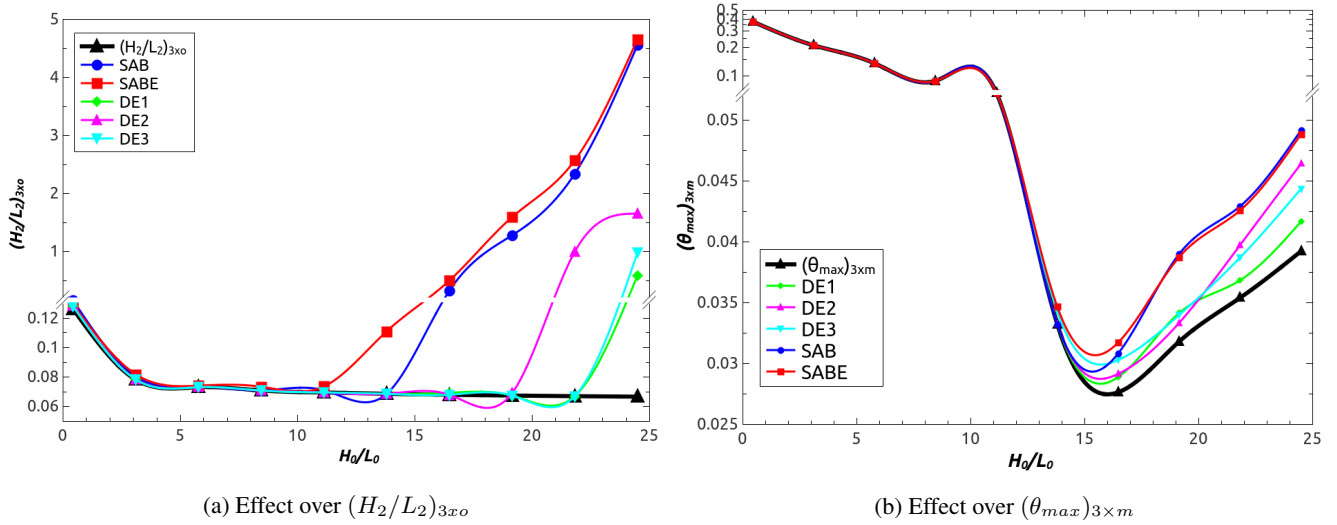 5
4
3
2
1
0.12
0.10
0.08
0.06
(H2/L2)3xo
(H2/L2)3xo
SAB
SABE
DE1
DE2
DE3
0 5 10 15 20 25
H0/L0
(a) Effect over (H2/L2)3xo
0.5
0.4
0.3
0.2
0.1
0.05
0.045
0.04
0.035
0.03
0.025
(θmax)3xm
(θmax)3xm
DE1
DE2
DE3
SAB
SABE
0 5 10 15 20 25
H0/L0
(b) Effect over (θmax)3×m